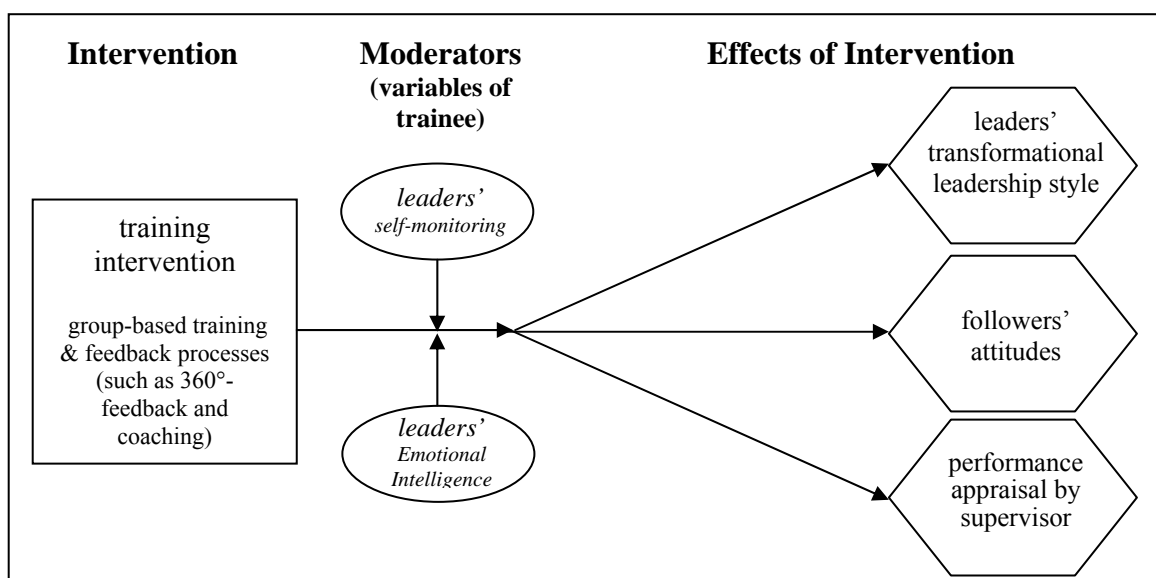 Intervention
Moderators
(variables of
trainee)
Effects of Intervention
training
intervention
group-based training
& feedback processes
(such as 360°-
feedback and
coaching)
leaders’
self-monitoring
leaders’
Emotional
Intelligence
leaders’
transformational
leadership style
followers’
attitudes
performance
appraisal by
supervisor